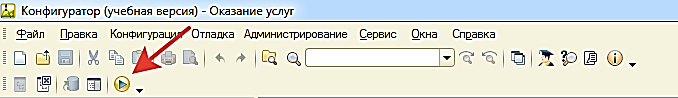 Конфигуратор (учебная версия) - Оказание услуг
Файл Правка Конфигурация Отладка Администрирование Сервис Окна Справка